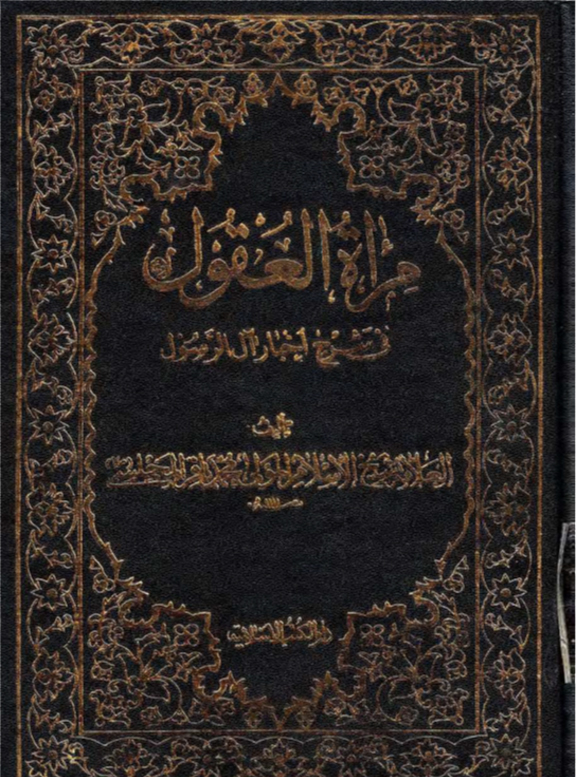 مرآة العقول
في شرح أخبار آل الرسول
تأليف
العلامة شيخ الإسلام المولى محمد باقر المجلسي
دار الكتب الإسلامية